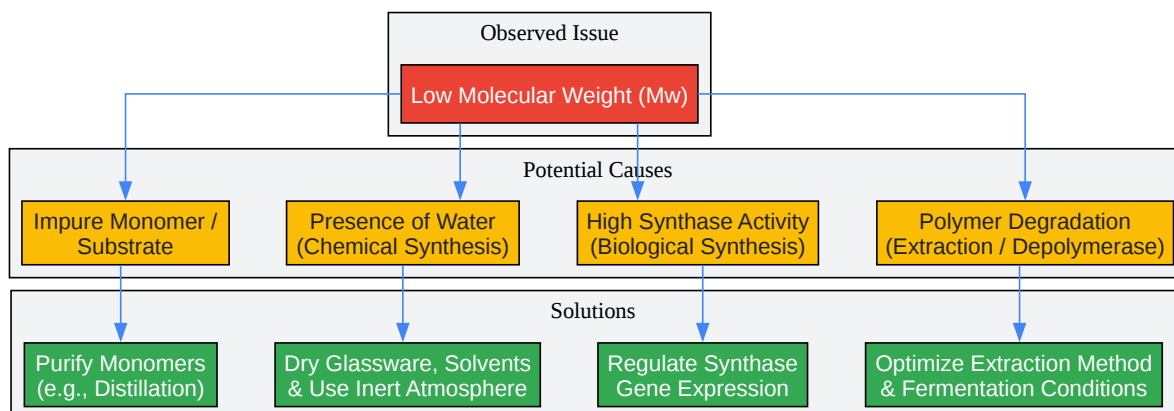 Observed Issue
Low Molecular Weight (Mw)
Potential Causes
Impure Monomer /
Substrate
Presence of Water
(Chemical Synthesis)
High Synthase Activity
(Biological Synthesis)
Polymer Degradation
(Extraction / Depolymerase)
Solutions
Purify Monomers
(e.g., Distillation)
Dry Glassware, Solvents
& Use Inert Atmosphere
Regulate Synthase
Gene Expression
Optimize Extraction Method
& Fermentation Conditions